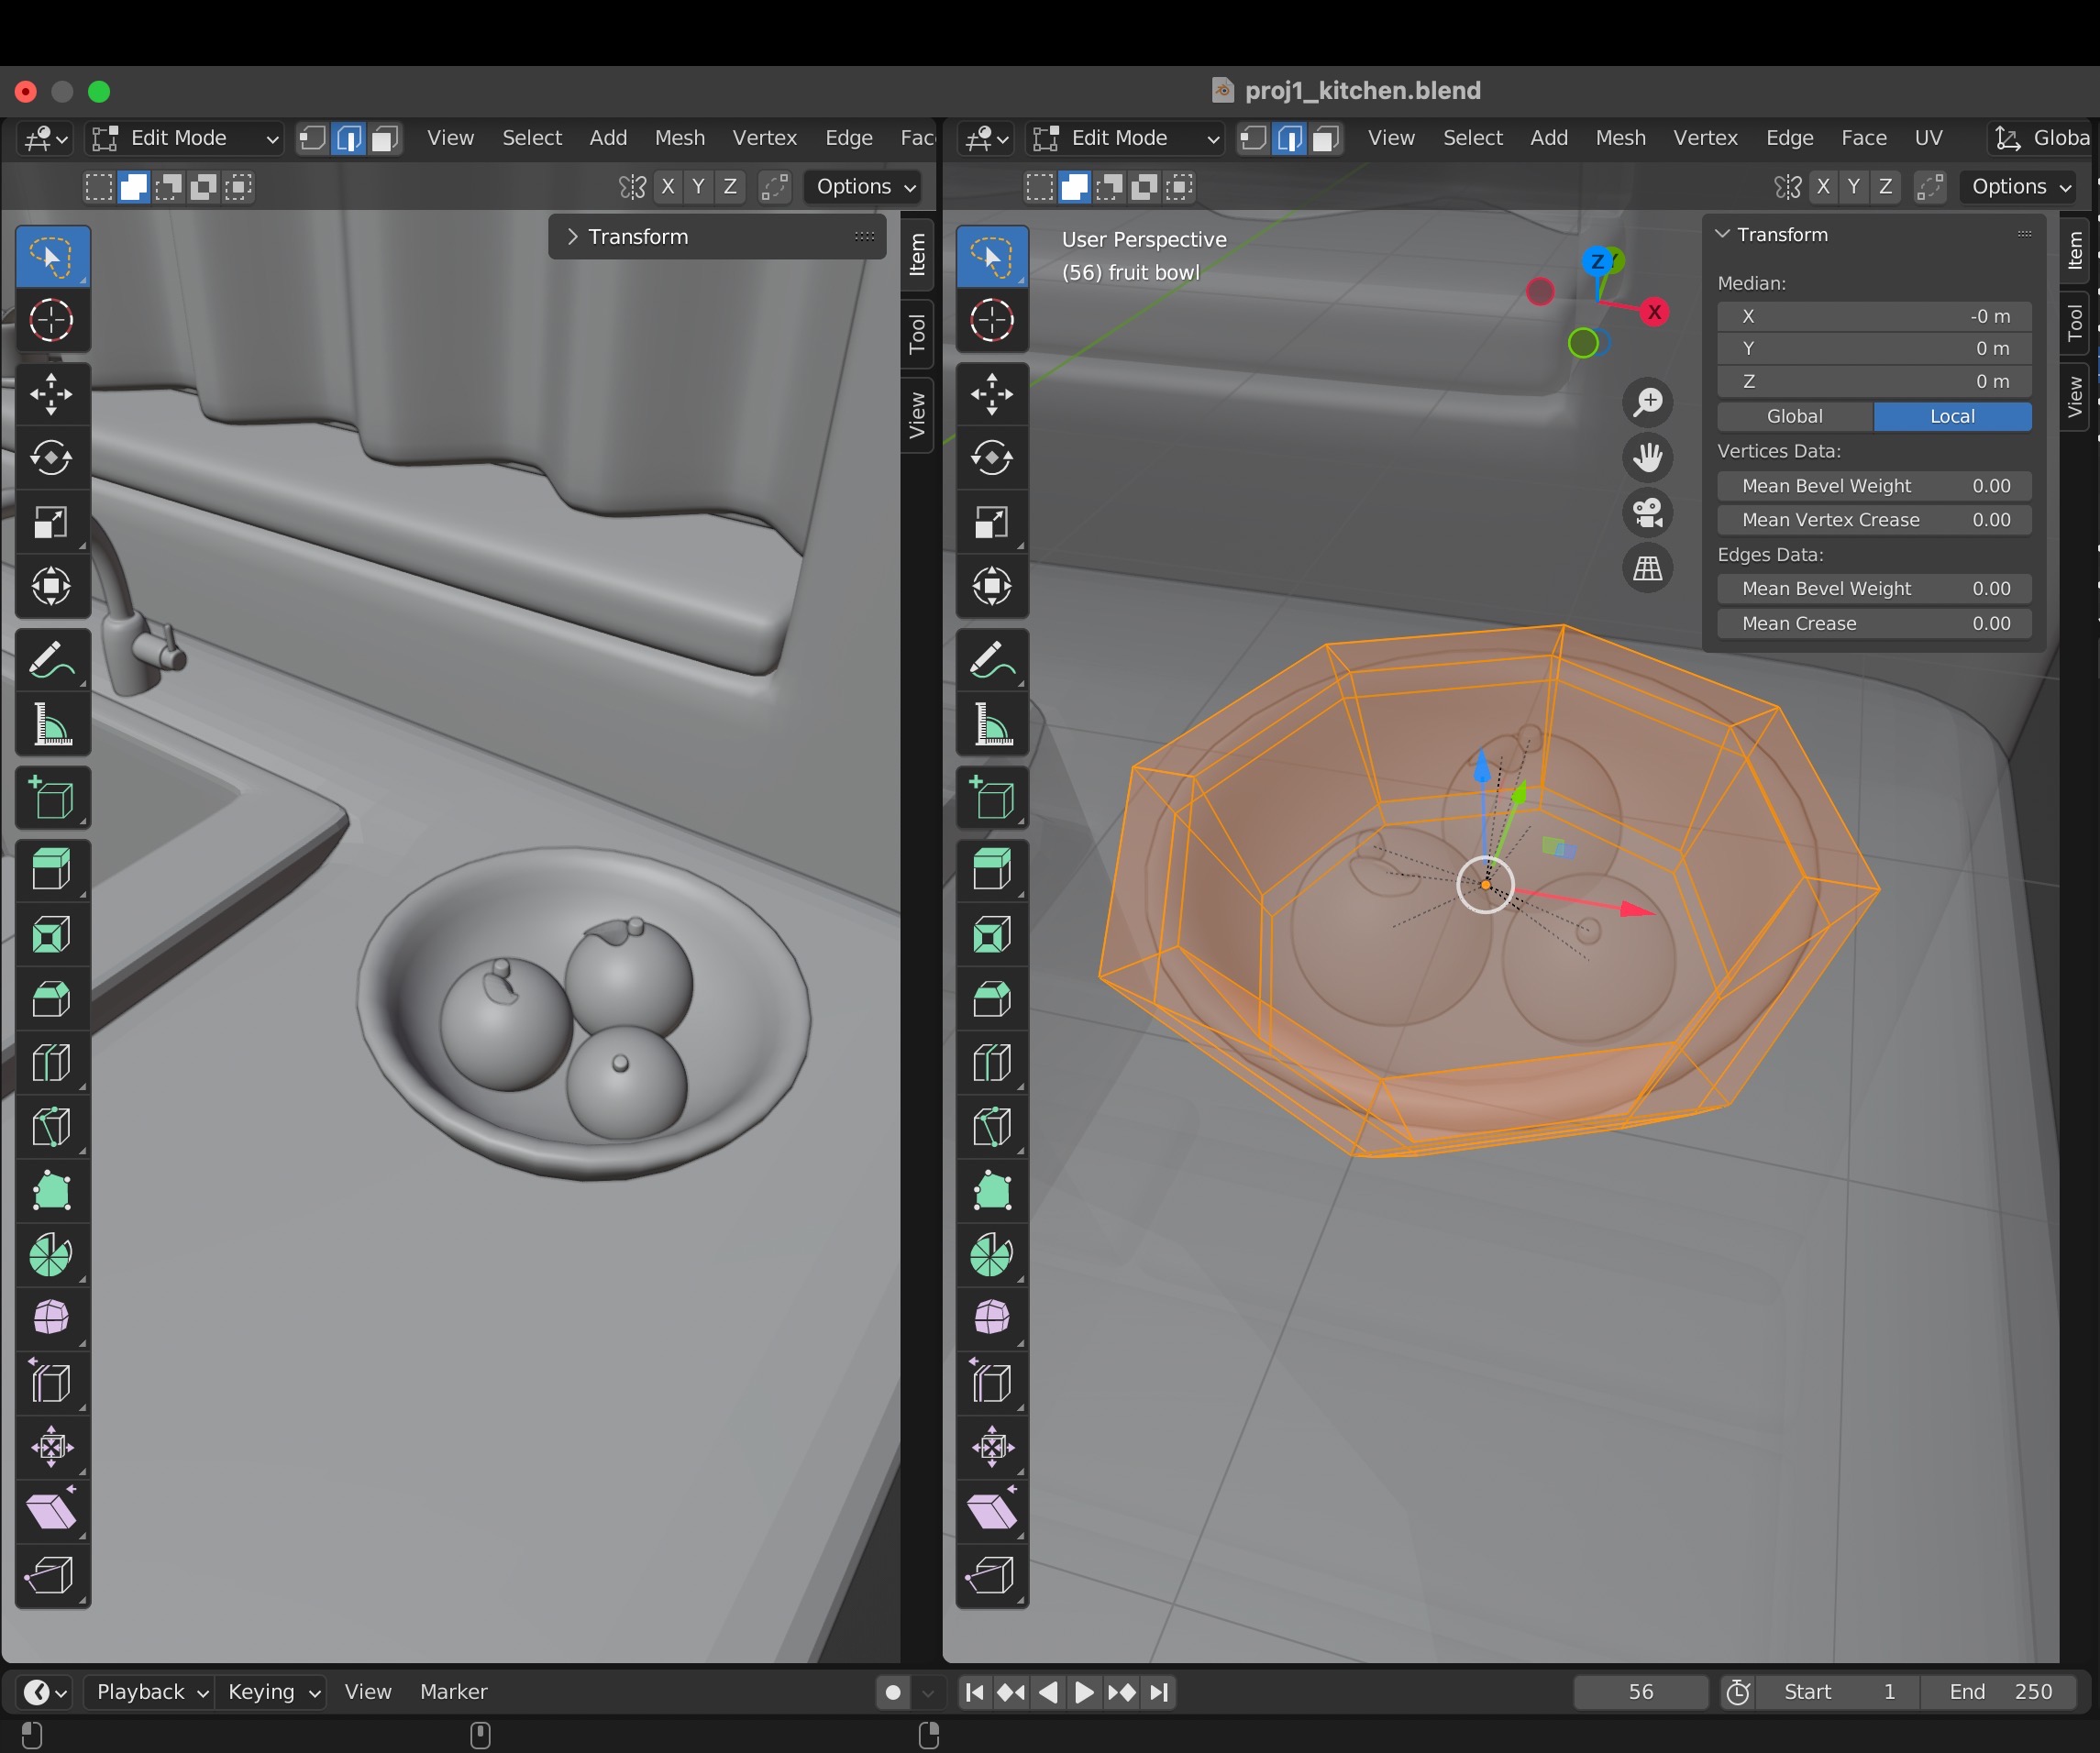 proj1_kitchen.blend
Edit Mode View Select Add Mesh Vertex Edge Fac
X Y Z Options
Transform
Item
Tool
View
Edit Mode View Select Add Mesh Vertex Edge Face UV Globa
X Y Z Options
User Perspective
(56) fruit bowl
Z Y
X
Transform
Median:
X -0 m
Y 0 m
Z 0 m
Global Local
Vertices Data:
Mean Bevel Weight 0.00
Mean Vertex Crease 0.00
Edges Data:
Mean Bevel Weight 0.00
Mean Crease 0.00
Item
Tool
View
Playback Keying View Marker 56 Start 1 End 250